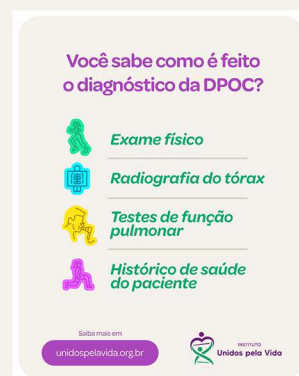 Você sabe como é feito
o diagnóstico da DPOC?
Exame físico
Radiografia do tórax
Testes de função
pulmonar
Histórico de saúde
do paciente
Saiba mais em
unidospelavida.org.br
INSTITUTO
Unidos pela Vida